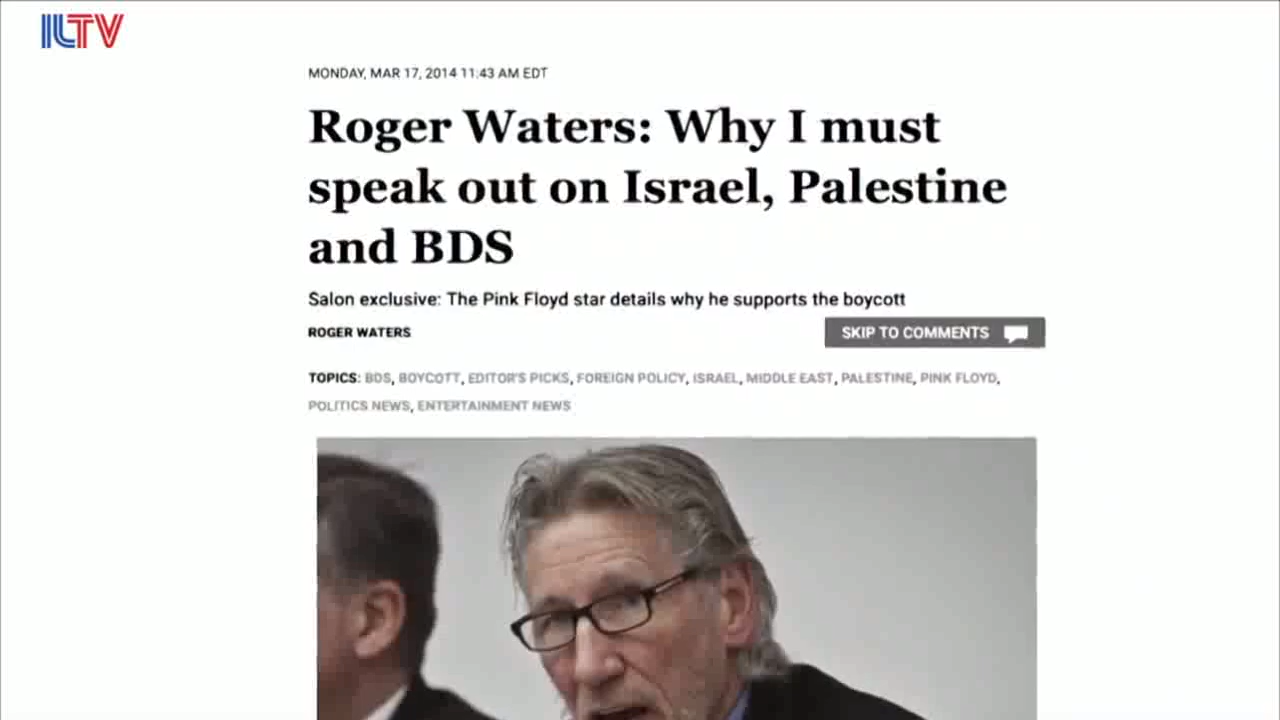 ILTV
MONDAY, MAR 17, 2014 11:43 AM EDT
Roger Waters: Why I must
speak out on Israel, Palestine
and BDS
Salon exclusive: The Pink Floyd star details why he supports the boycott
ROGER WATERS
SKIP TO COMMENTS
TOPICS: BDS, BOYCOTT, EDITOR'S PICKS, FOREIGN POLICY, ISRAEL, MIDDLE EAST, PALESTINE, PINK FLOYD,
POLITICS NEWS, ENTERTAINMENT NEWS